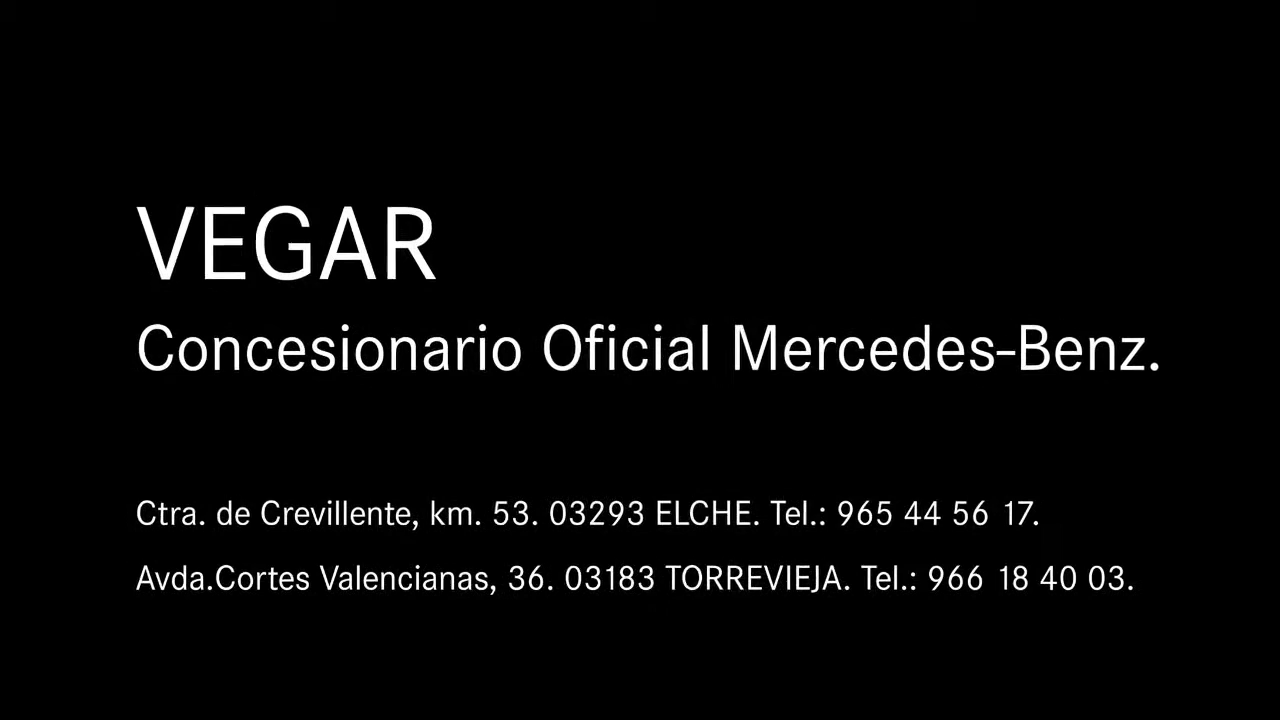 VEGAR
Concesionario Oficial Mercedes-Benz.
Ctra. de Crevillente, km. 53. 03293 ELCHE. Tel.: 965 44 56 17.
Avda.Cortes Valencianas, 36. 03183 TORREVIEJA. Tel.: 966 18 40 03.